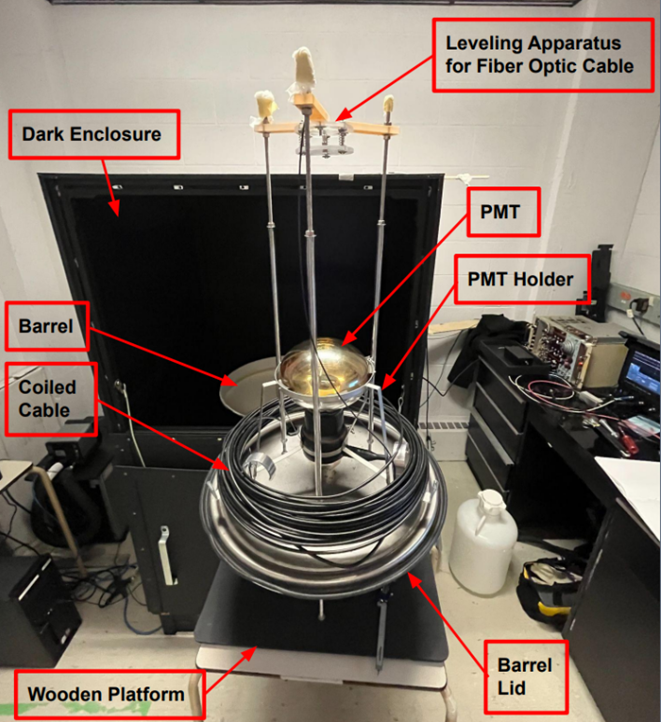 Leveling Apparatus
for Fiber Optic Cable
Dark Enclosure
PMT
PMT Holder
Barrel
Coiled
Cable
Barrel
Lid
Wooden Platform